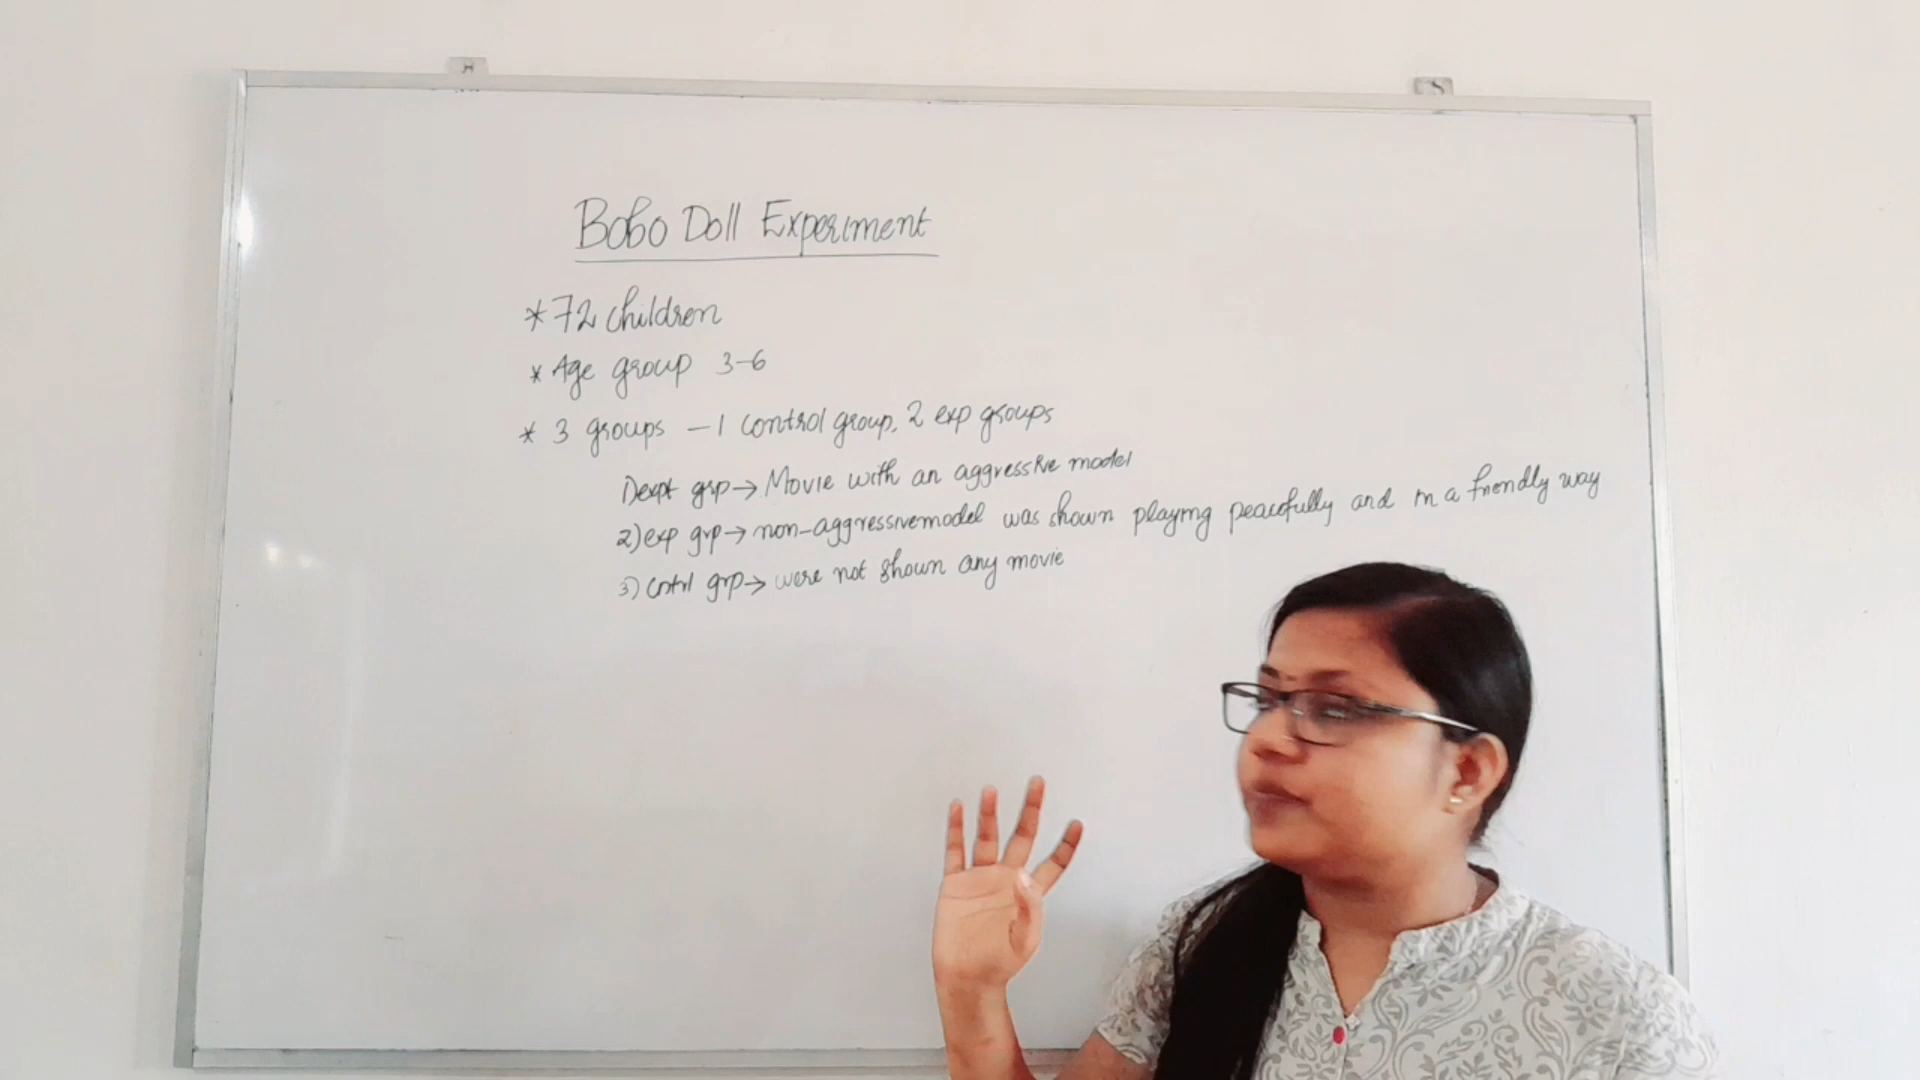 Bobo Doll Experiment
* 72 children
* Age group 3-6
* 3 groups - 1 control group, 2 exp groups
1) expt grp → Movie with an aggressive model
2) exp grp → non-aggressive model was shown playing peacefully and in a friendly way
3) Cntrl grp → were not shown any movie